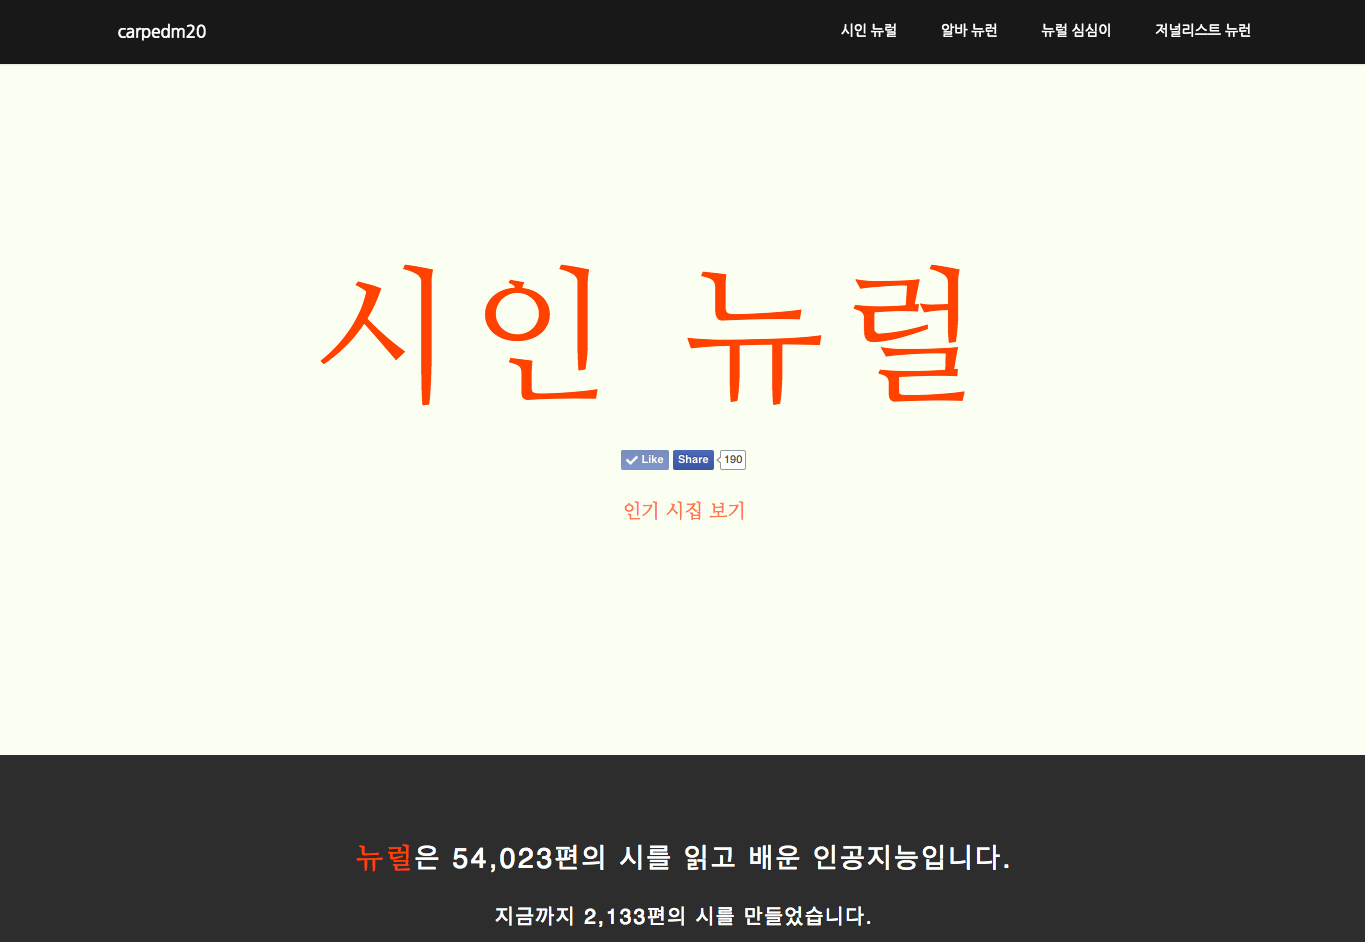 carpedm20 시인 뉴럴 알바 뉴런 뉴럴 심심이 저널리스트 뉴런
시인 뉴럴
Like Share 190
인기 시집 보기
뉴럴은 54,023편의 시를 읽고 배운 인공지능입니다.
지금까지 2,133편의 시를 만들었습니다.